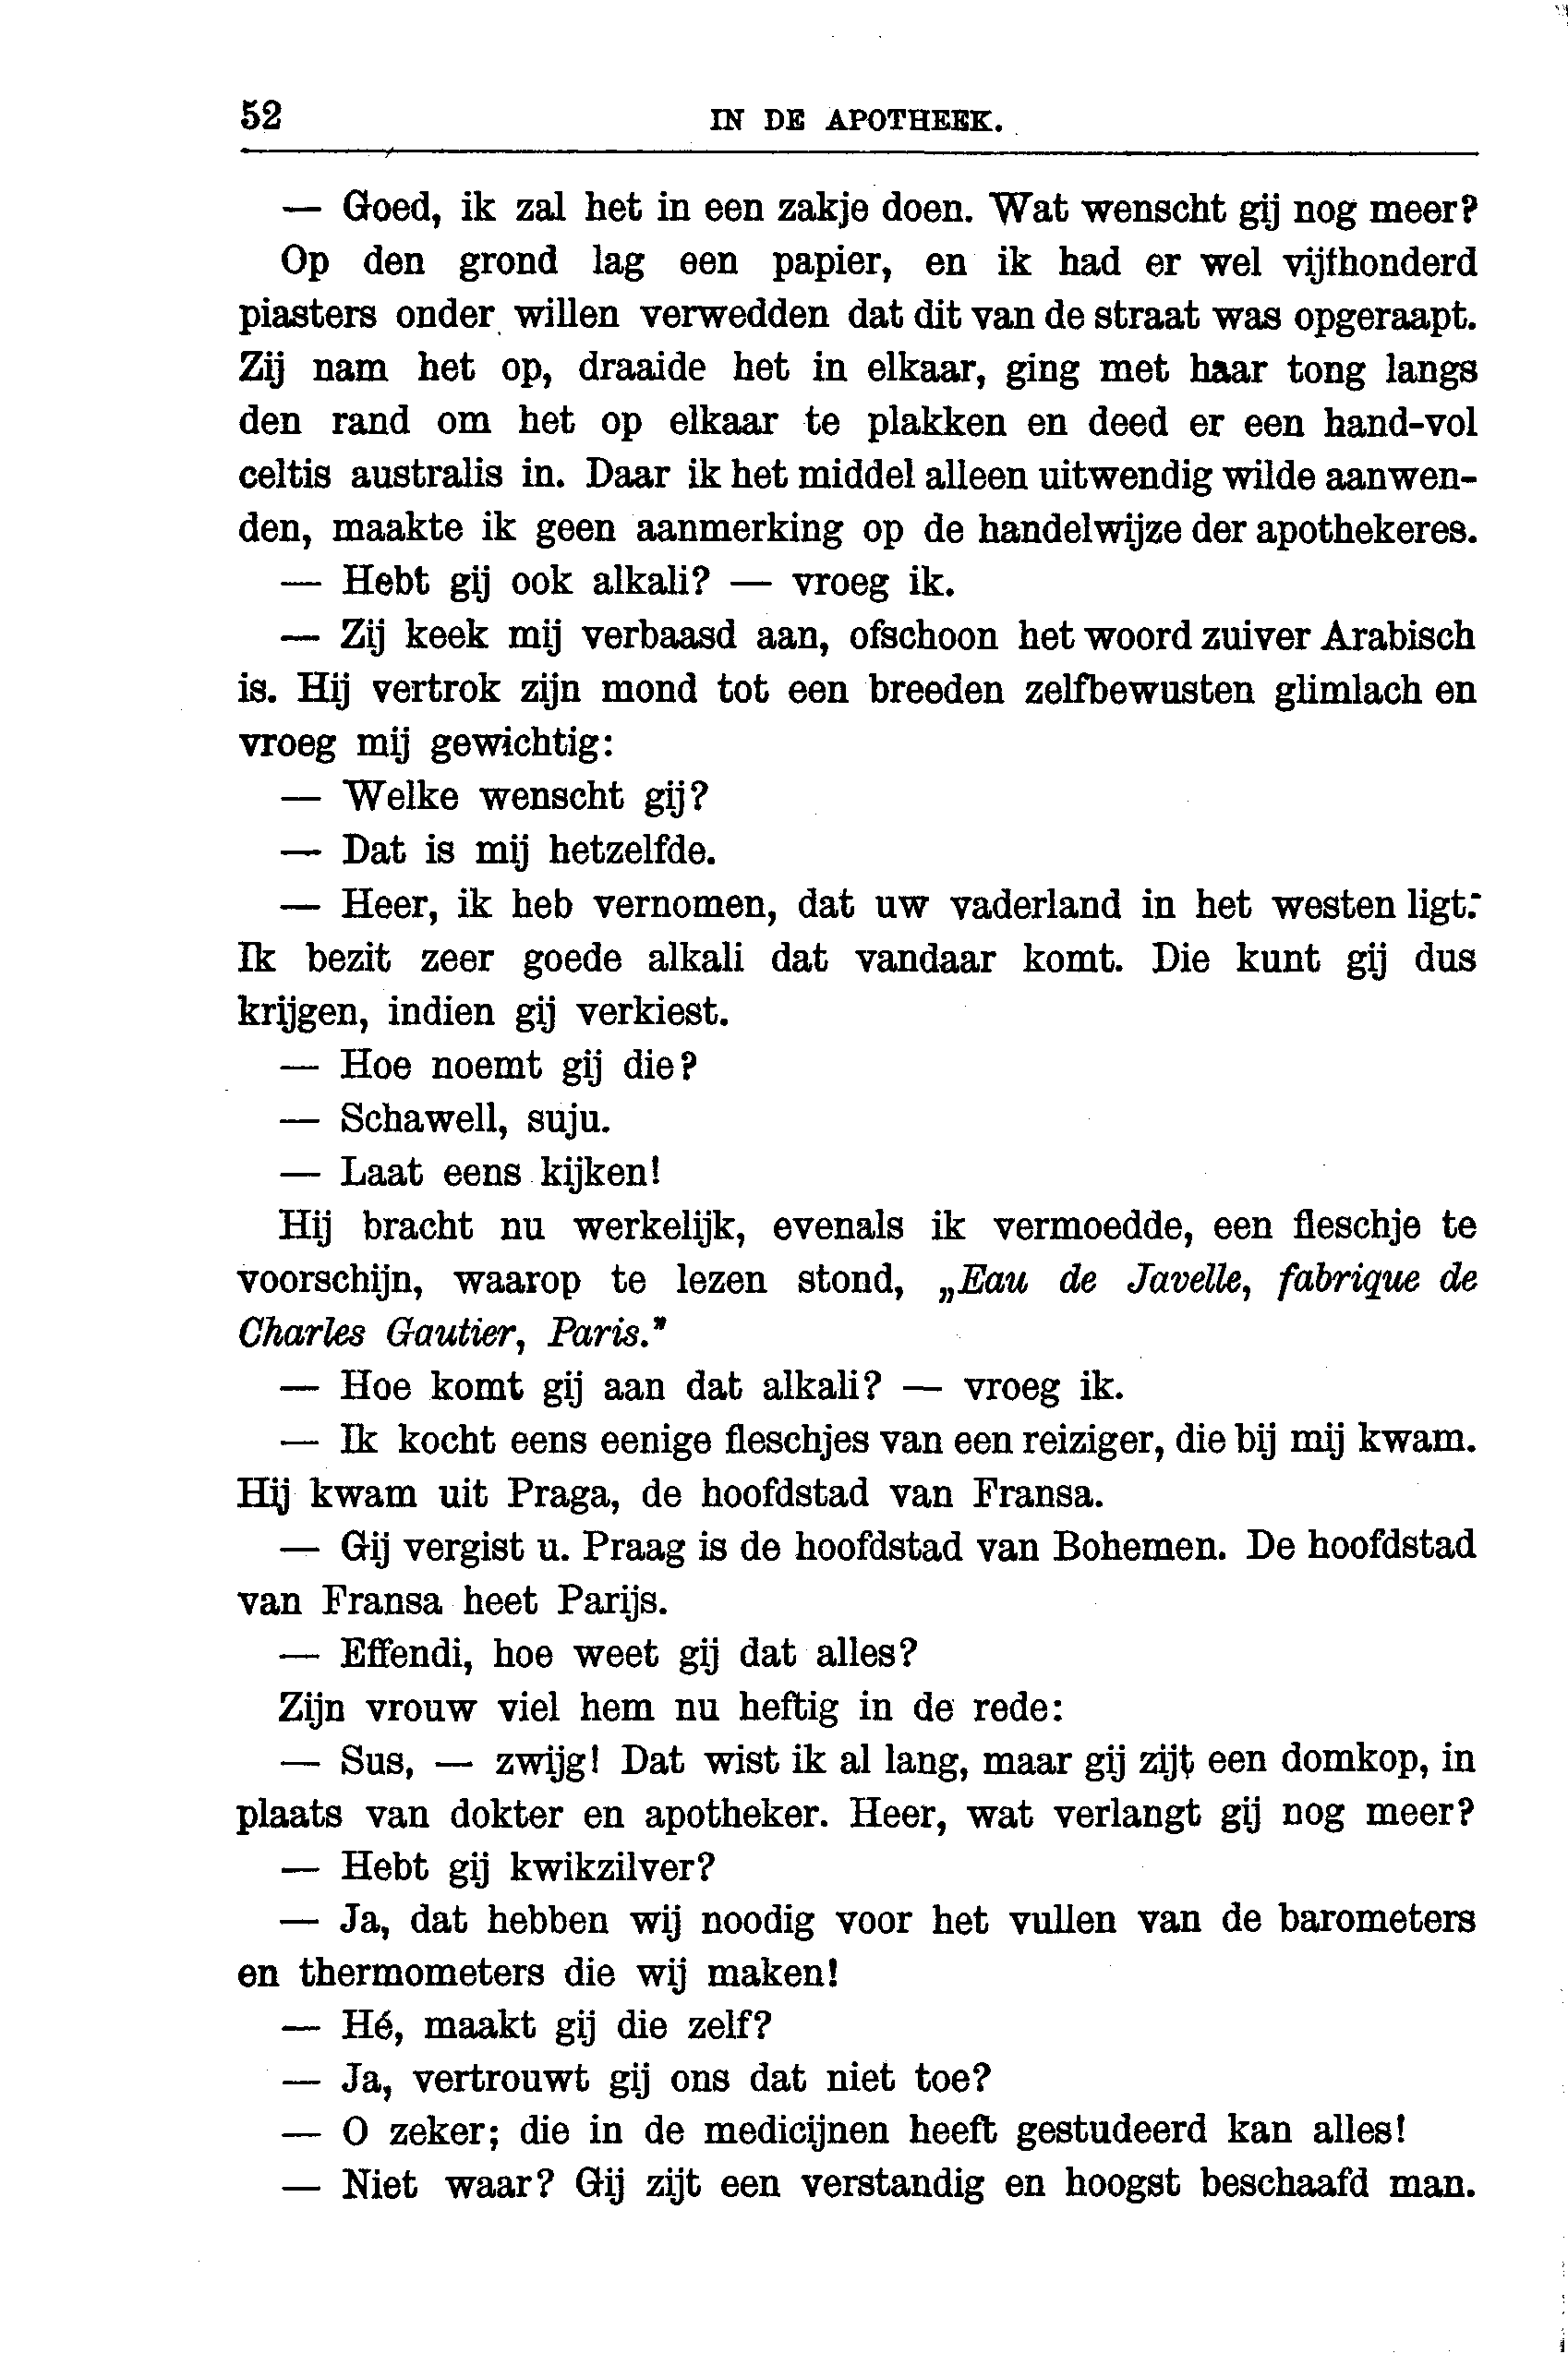 52 IN DE APOTHEEK.
— Goed, ik zal het in een zakje doen. Wat wenscht gij nog meer?
Op den grond lag een papier, en ik had er wel vijfhonderd
piasters onder willen verwedden dat dit van de straat was opgeraapt.
Zij nam het op, draaide het in elkaar, ging met haar tong langs
den rand om het op elkaar te plakken en deed er een hand-vol
celtis australis in. Daar ik het middel alleen uitwendig wilde aanwen-
den, maakte ik geen aanmerking op de handelwijze der apothekeres.
— Hebt gij ook alkali? — vroeg ik.
— Zij keek mij verbaasd aan, ofschoon het woord zuiver Arabisch
is. Hij vertrok zijn mond tot een breeden zelfbewusten glimlach en
vroeg mij gewichtig:
— Welke wenscht gij?
— Dat is mij hetzelfde.
— Heer, ik heb vernomen, dat uw vaderland in het westen ligt.
Ik bezit zeer goede alkali dat vandaar komt. Die kunt gij dus
krijgen, indien gij verkiest.
— Hoe noemt gij die?
— Schawell, suju.
— Laat eens kijken!
Hij bracht nu werkelijk, evenals ik vermoedde, een fleschje te
voorschijn, waarop te lezen stond, „Eau de Javelle, fabrique de
Charles Gautier, Paris."
— Hoe komt gij aan dat alkali? — vroeg ik.
— Ik kocht eens eenige fleschjes van een reiziger, die bij mij kwam.
Hij kwam uit Praga, de hoofdstad van Fransa.
— Gij vergist u. Praag is de hoofdstad van Bohemen. De hoofdstad
van Fransa heet Parijs.
— Effendi, hoe weet gij dat alles?
Zijn vrouw viel hem nu heftig in de rede:
— Sus, — zwijg! Dat wist ik al lang, maar gij zijt een domkop, in
plaats van dokter en apotheker. Heer, wat verlangt gij nog meer?
— Hebt gij kwikzilver?
— Ja, dat hebben wij noodig voor het vullen van de barometers
en thermometers die wij maken!
— Hé, maakt gij die zelf?
— Ja, vertrouwt gij ons dat niet toe?
— O zeker; die in de medicijnen heeft gestudeerd kan alles!
— Niet waar? Gij zijt een verstandig en hoogst beschaafd man.